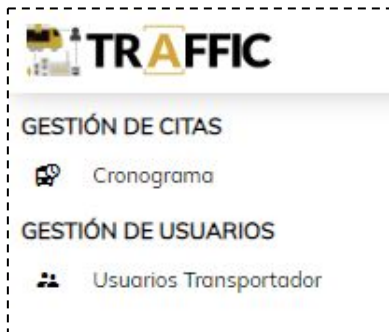 TRAFFIC
GESTIÓN DE CITAS
Cronograma
GESTIÓN DE USUARIOS
Usuarios Transportador